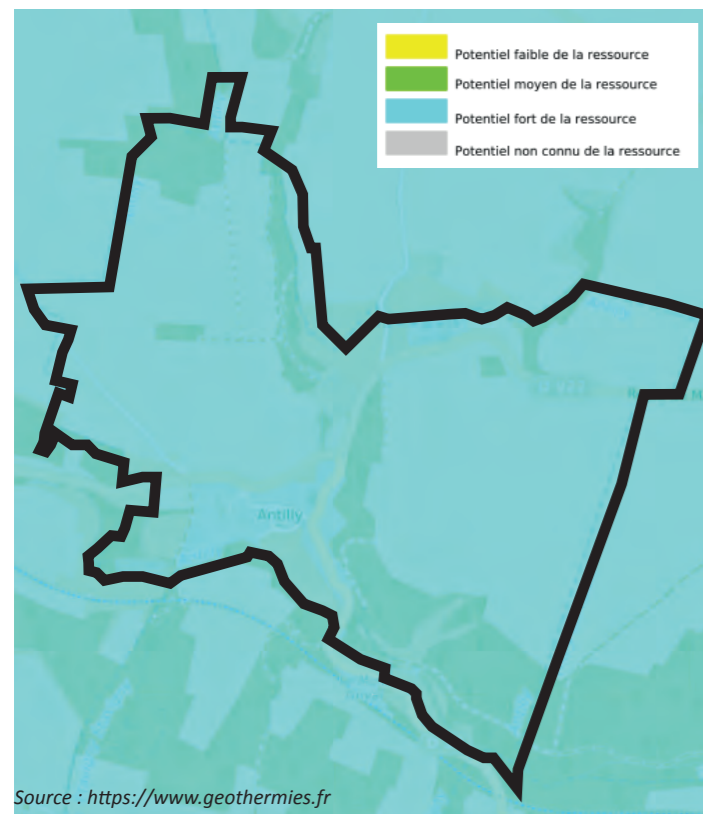 Potentiel faible de la ressource
Potentiel moyen de la ressource
Potentiel fort de la ressource
Potentiel non connu de la ressource
Antilly
Source : https://www.geothermies.fr